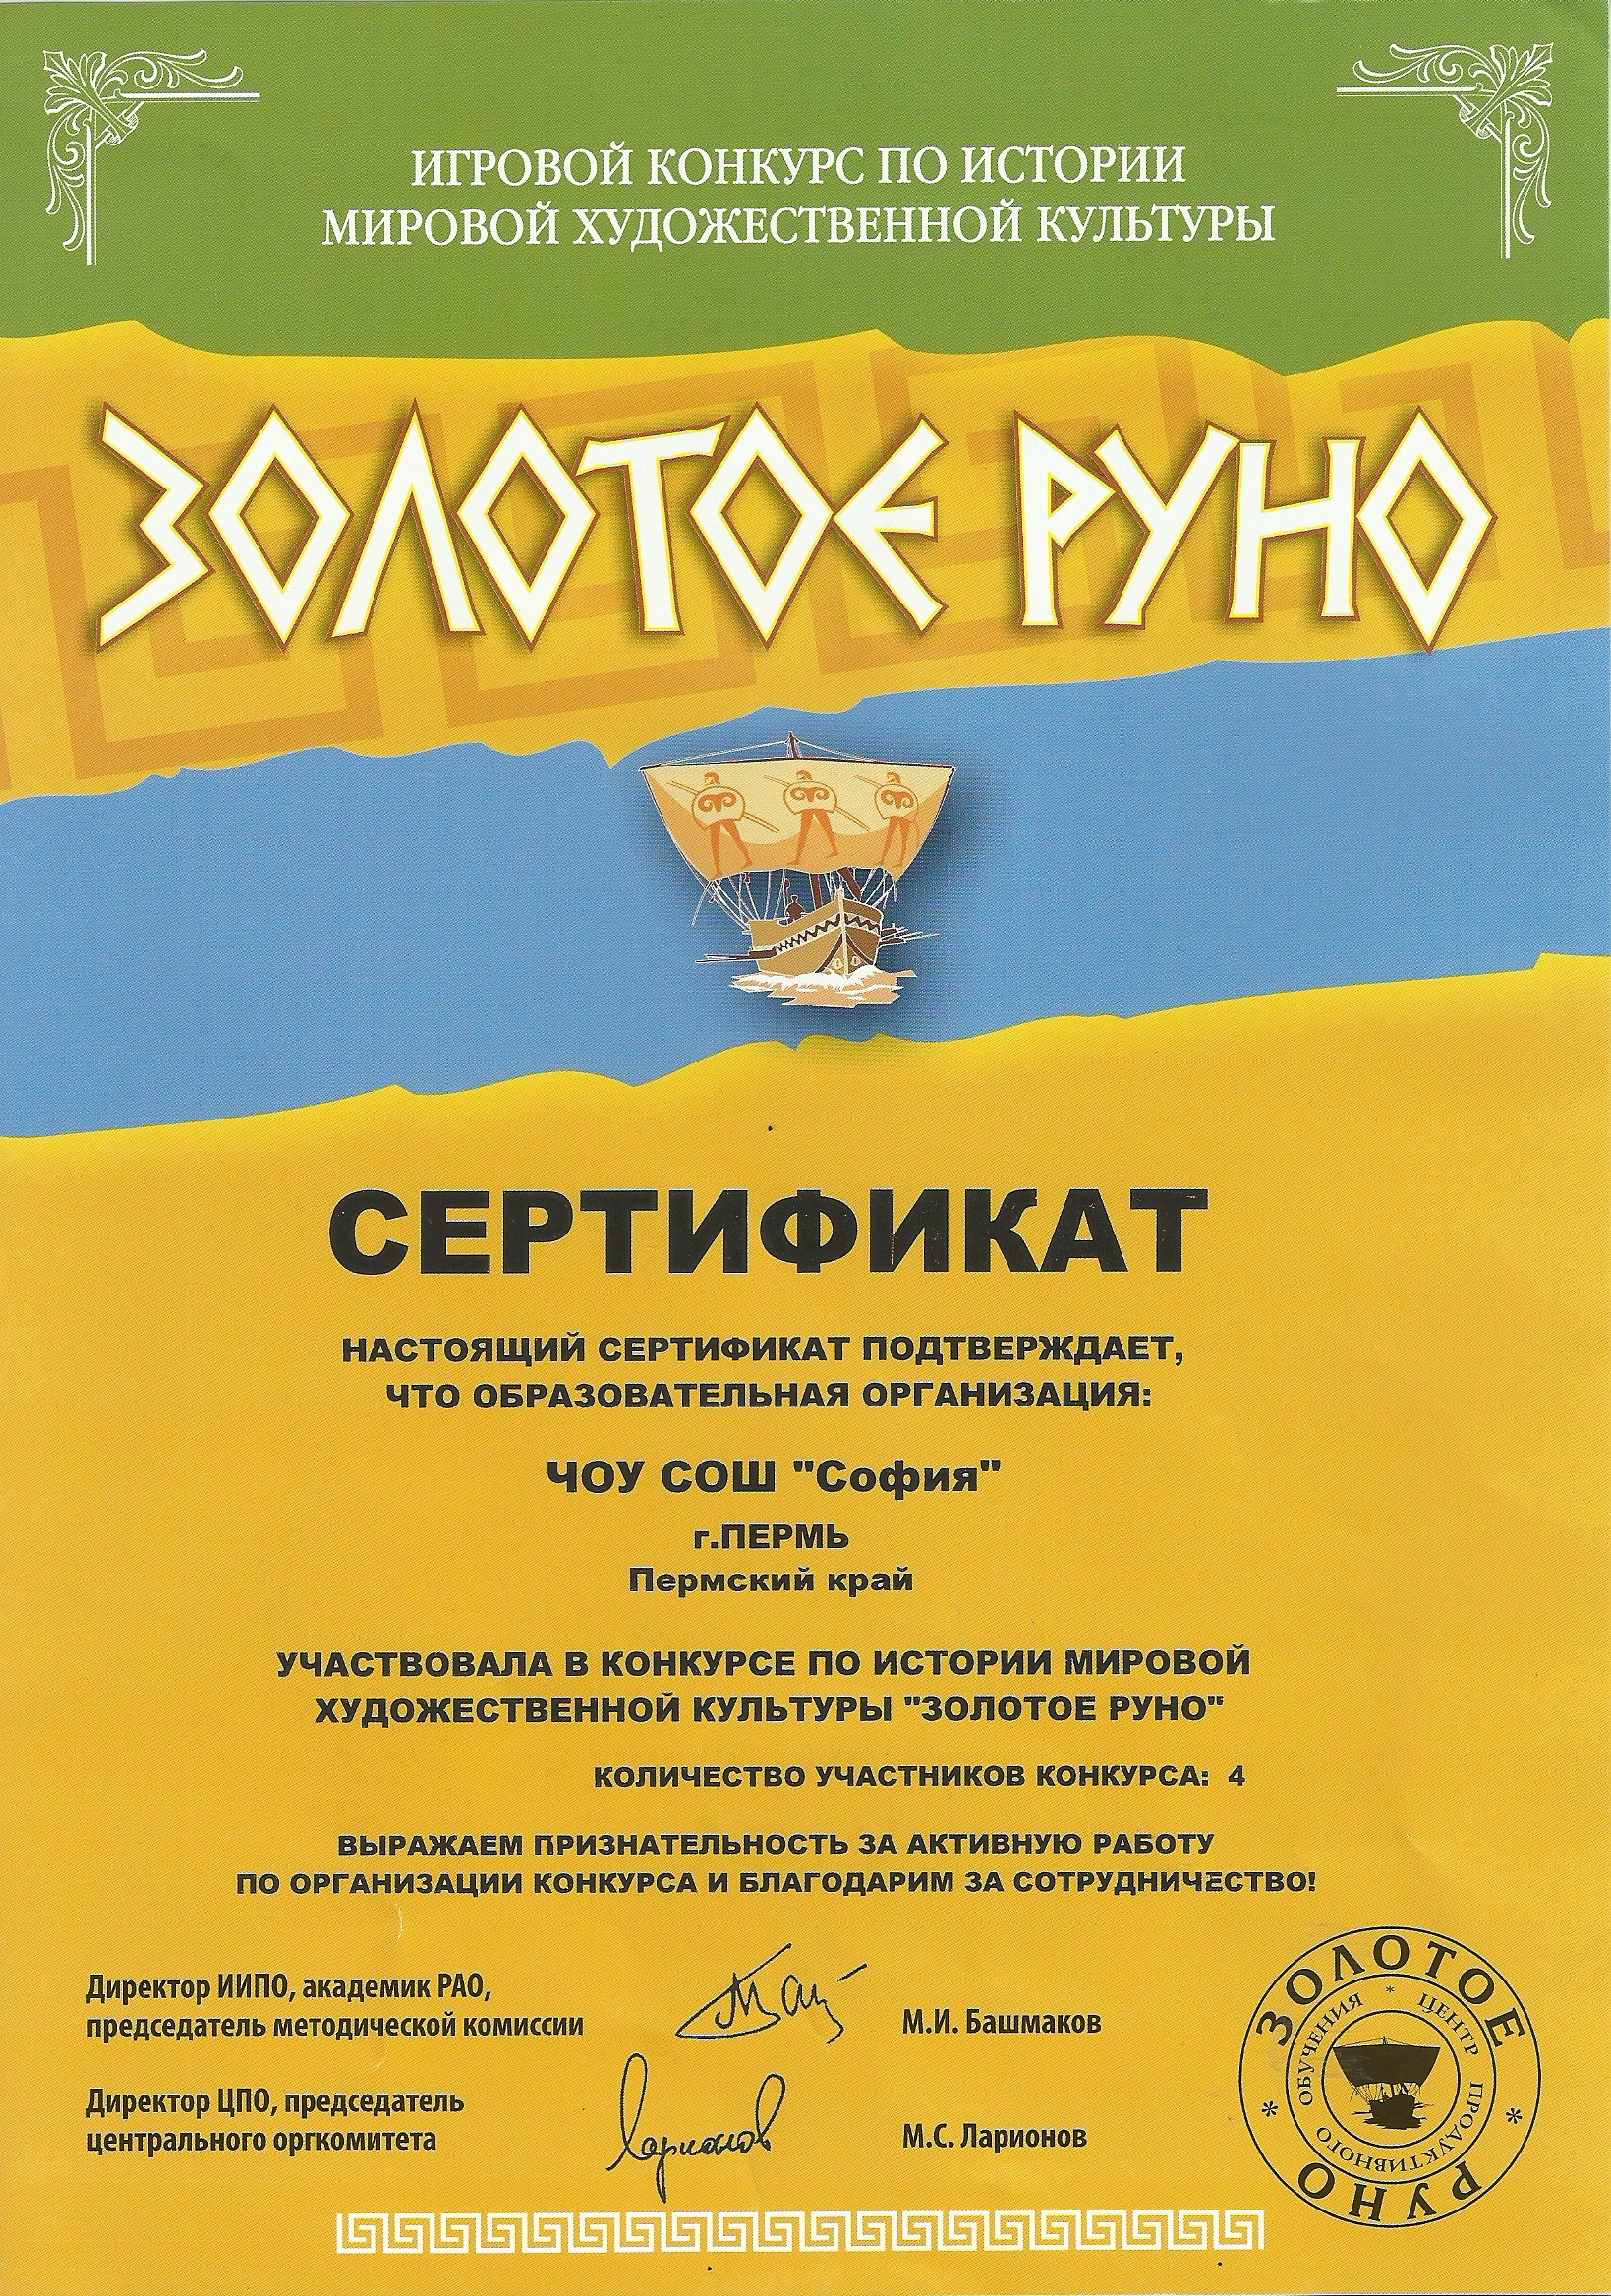 ИГРОВОЙ КОНКУРС ПО ИСТОРИИ
МИРОВОЙ ХУДОЖЕСТВЕННОЙ КУЛЬТУРЫ
ЗОЛОТОЕ РУНО
СЕРТИФИКАТ
НАСТОЯЩИЙ СЕРТИФИКАТ ПОДТВЕРЖДАЕТ,
ЧТО ОБРАЗОВАТЕЛЬНАЯ ОРГАНИЗАЦИЯ:
ЧОУ СОШ "София"
г.ПЕРМЬ
Пермский край
УЧАСТВОВАЛА В КОНКУРСЕ ПО ИСТОРИИ МИРОВОЙ
ХУДОЖЕСТВЕННОЙ КУЛЬТУРЫ "ЗОЛОТОЕ РУНО"
КОЛИЧЕСТВО УЧАСТНИКОВ КОНКУРСА: 4
ВЫРАЖАЕМ ПРИЗНАТЕЛЬНОСТЬ ЗА АКТИВНУЮ РАБОТУ
ПО ОРГАНИЗАЦИИ КОНКУРСА И БЛАГОДАРИМ ЗА СОТРУДНИЧЕСТВО!
Директор ИИПО, академик РАО,
председатель методической комиссии
М.И. Башмаков
Директор ЦПО, председатель
центрального оргкомитета
Ларионов
М.С. Ларионов
ЗОЛОТОЕ * РУНО *
* ЦЕНТР ПРОДУКТИВНОГО ОБУЧЕНИЯ